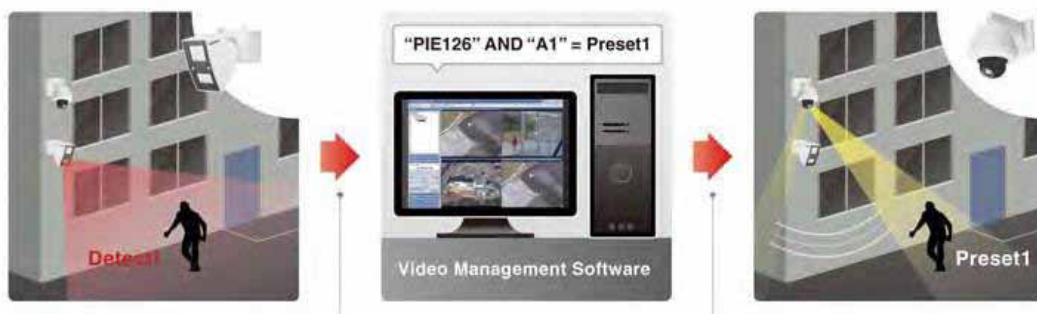 "PIE126" AND "A1" = Preset1
Detect1
Video Management Software
Preset1